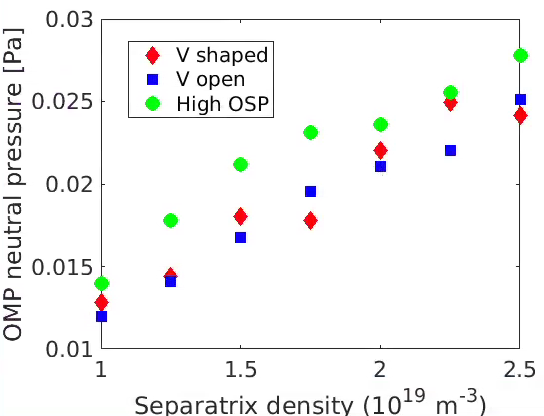 0.03
0.025
0.02
0.015
0.01
OMP neutral pressure [Pa]
V shaped
V open
High OSP
1
1.5
2
2.5
Separatrix density (10¹⁹ m⁻³)